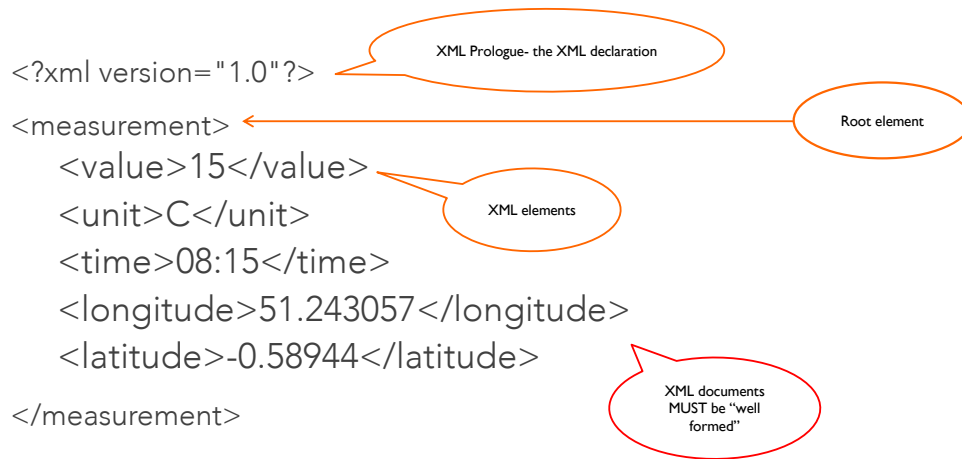 XML Prologue- the XML declaration
<?xml version="1.0"?>
<measurement>
Root element
<value>15</value>
XML elements
<unit>C</unit>
<time>08:15</time>
<longitude>51.243057</longitude>
<latitude>-0.58944</latitude>
XML documents
MUST be “well
formed”
</measurement>